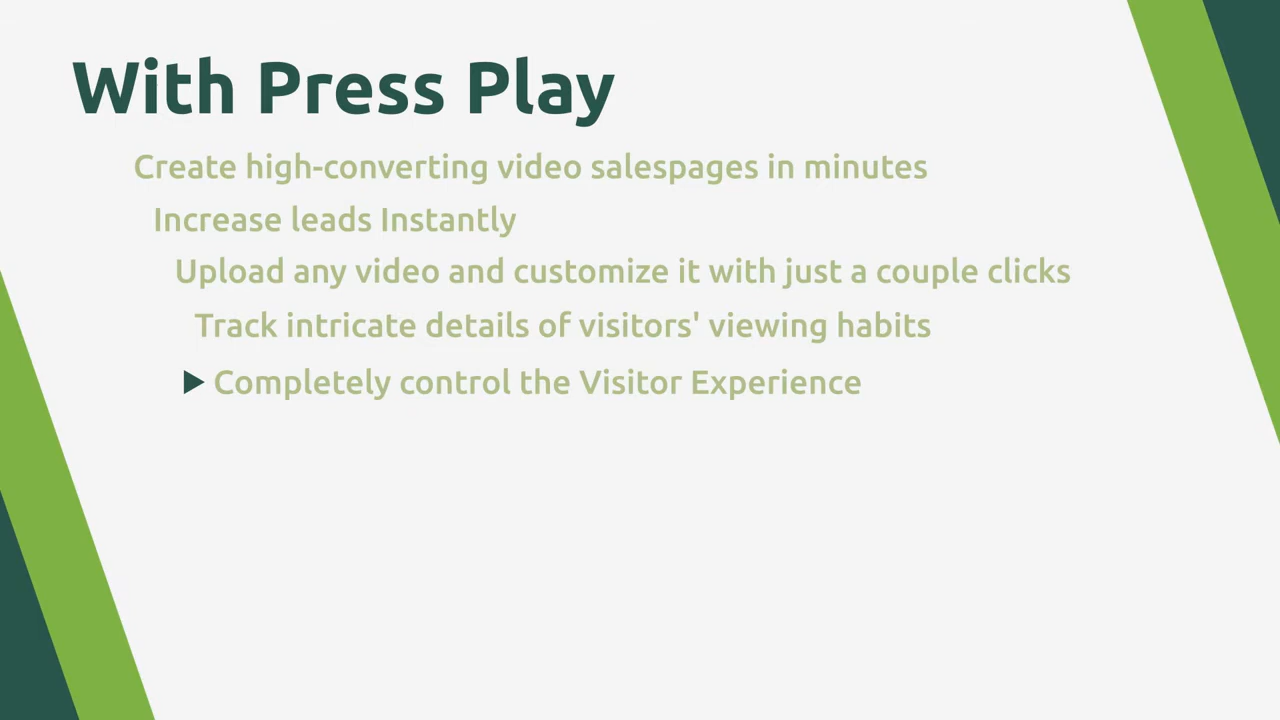 With Press Play
Create high-converting video salespages in minutes
Increase leads Instantly
Upload any video and customize it with just a couple clicks
Track intricate details of visitors' viewing habits
Completely control the Visitor Experience